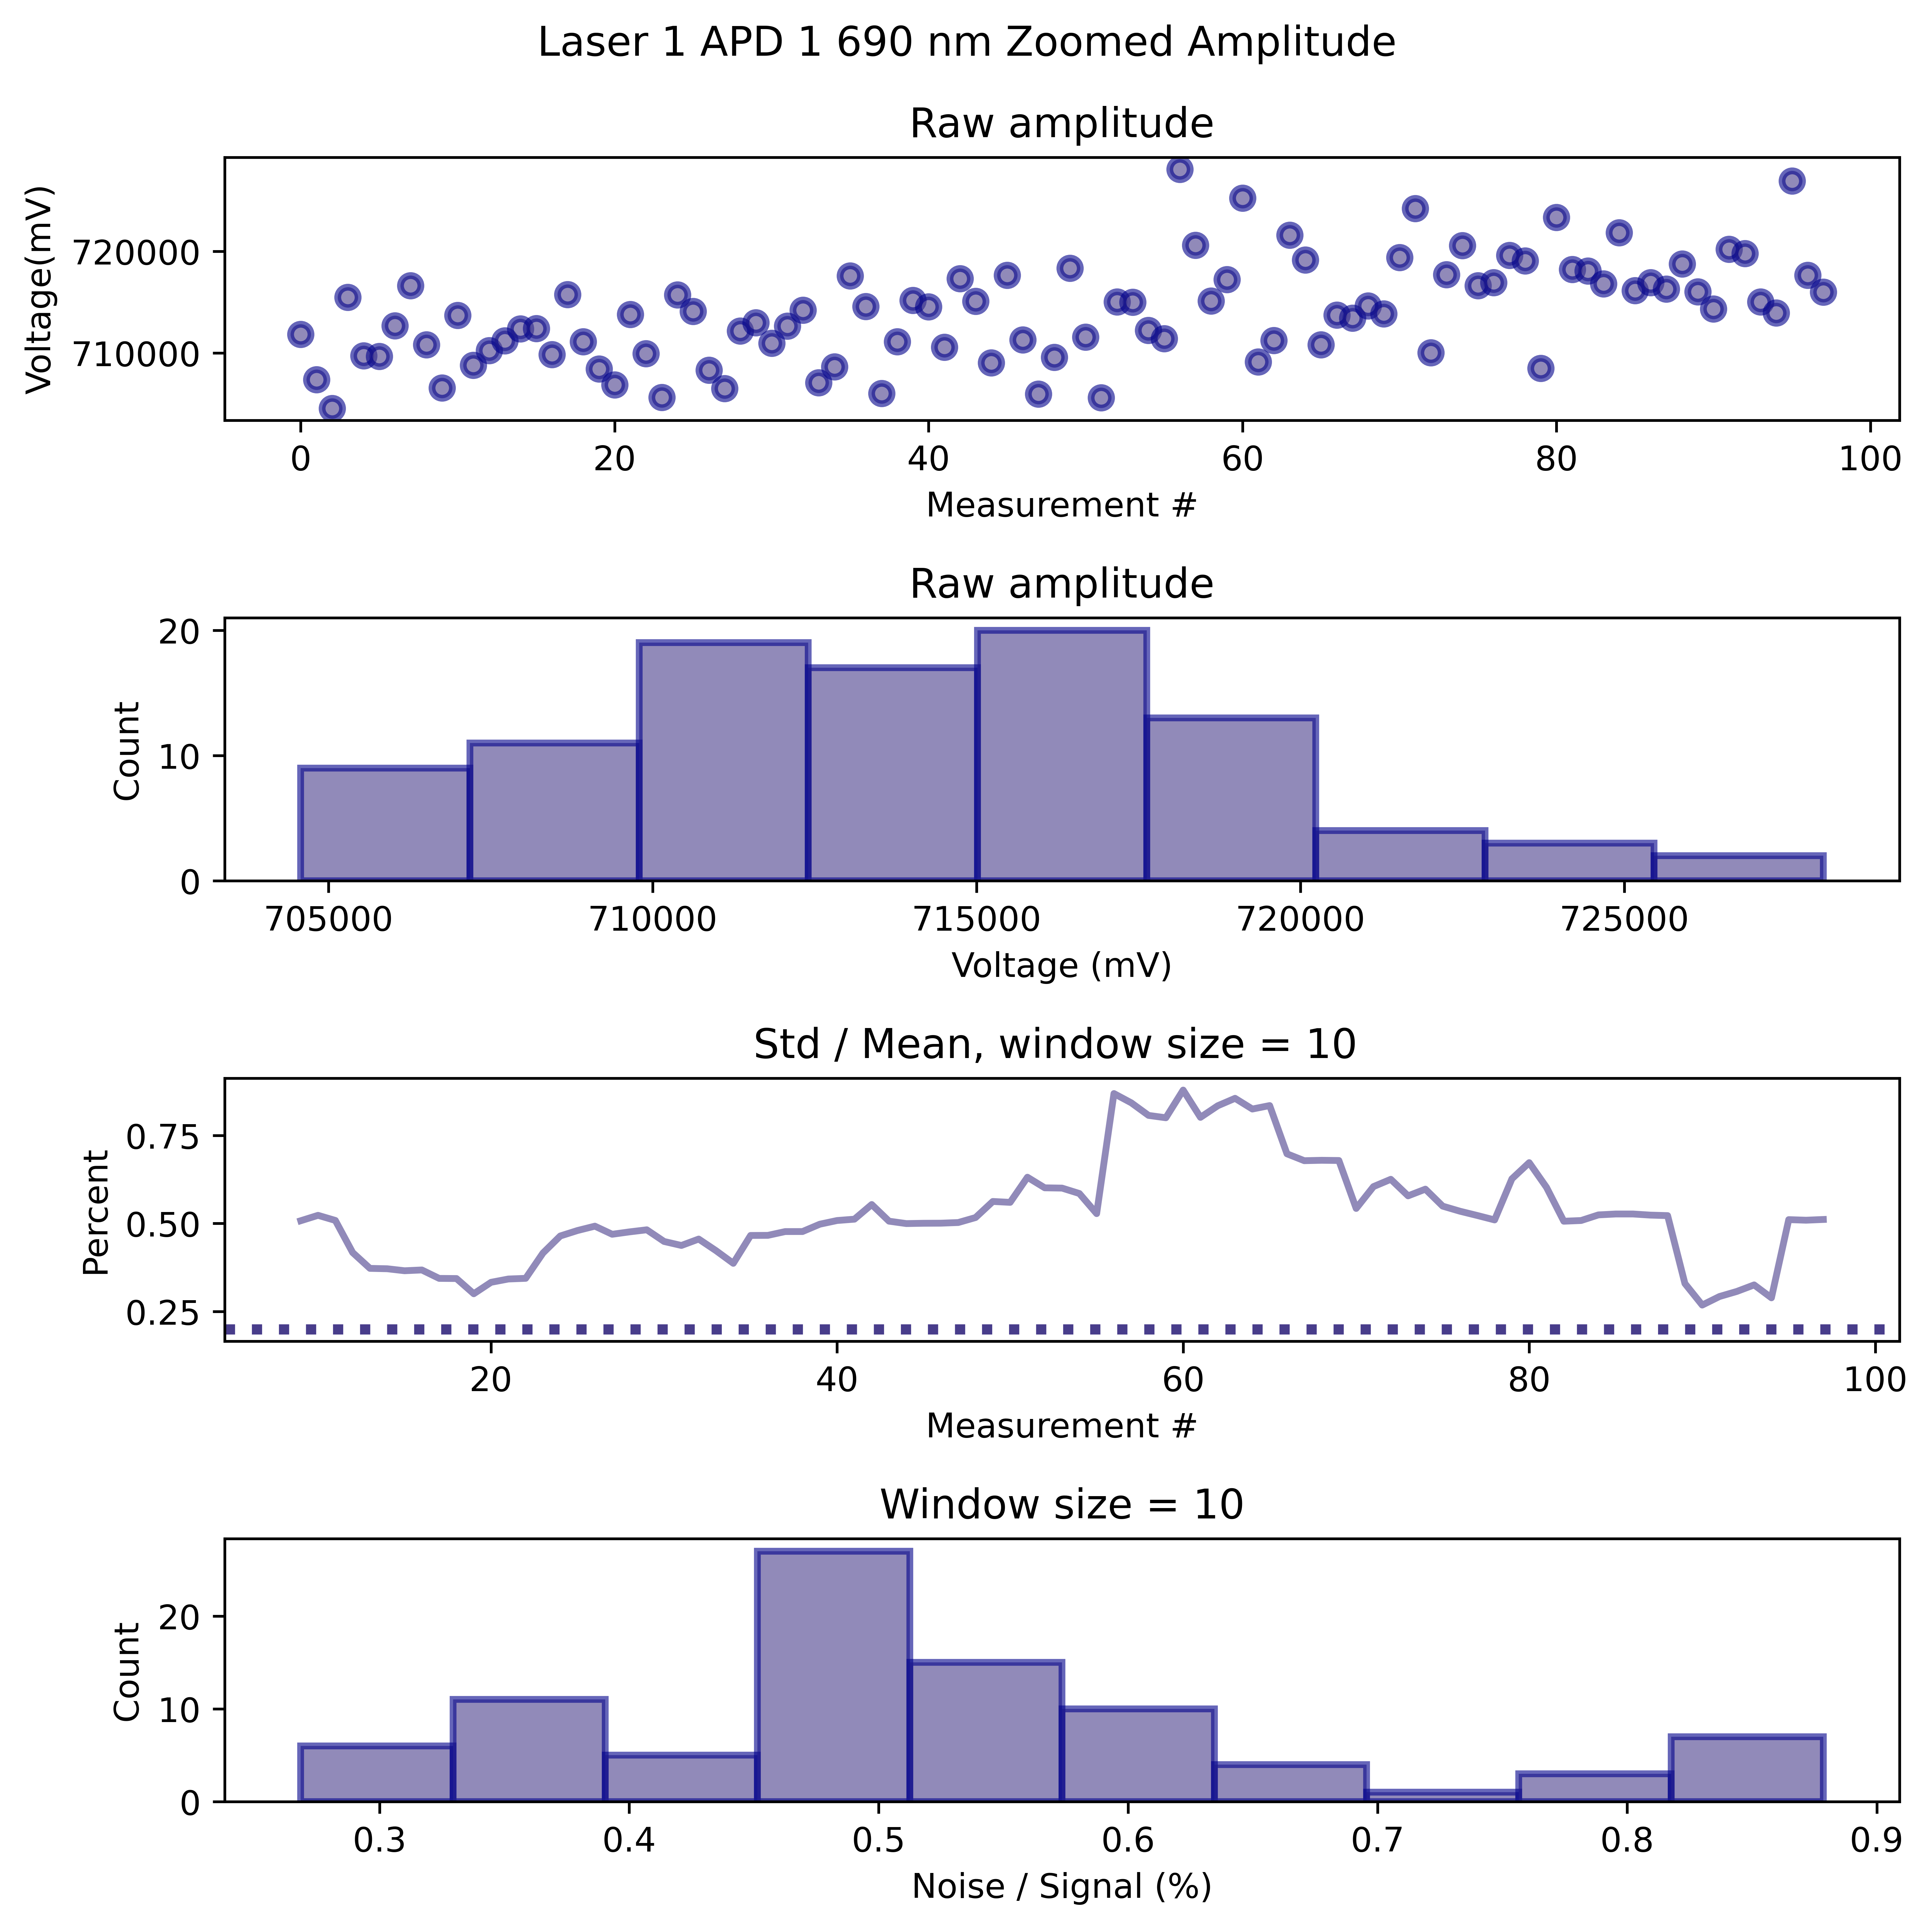 Laser 1 APD 1 690 nm Zoomed Amplitude
Raw amplitude
Voltage(mV)
720000
710000
0 20 40 60 80 100
Measurement #
Raw amplitude
Count
20
10
0
705000 710000 715000 720000 725000
Voltage (mV)
Std / Mean, window size = 10
Percent
0.75
0.50
0.25
20 40 60 80 100
Measurement #
Window size = 10
Count
20
10
0
0.3 0.4 0.5 0.6 0.7 0.8 0.9
Noise / Signal (%)